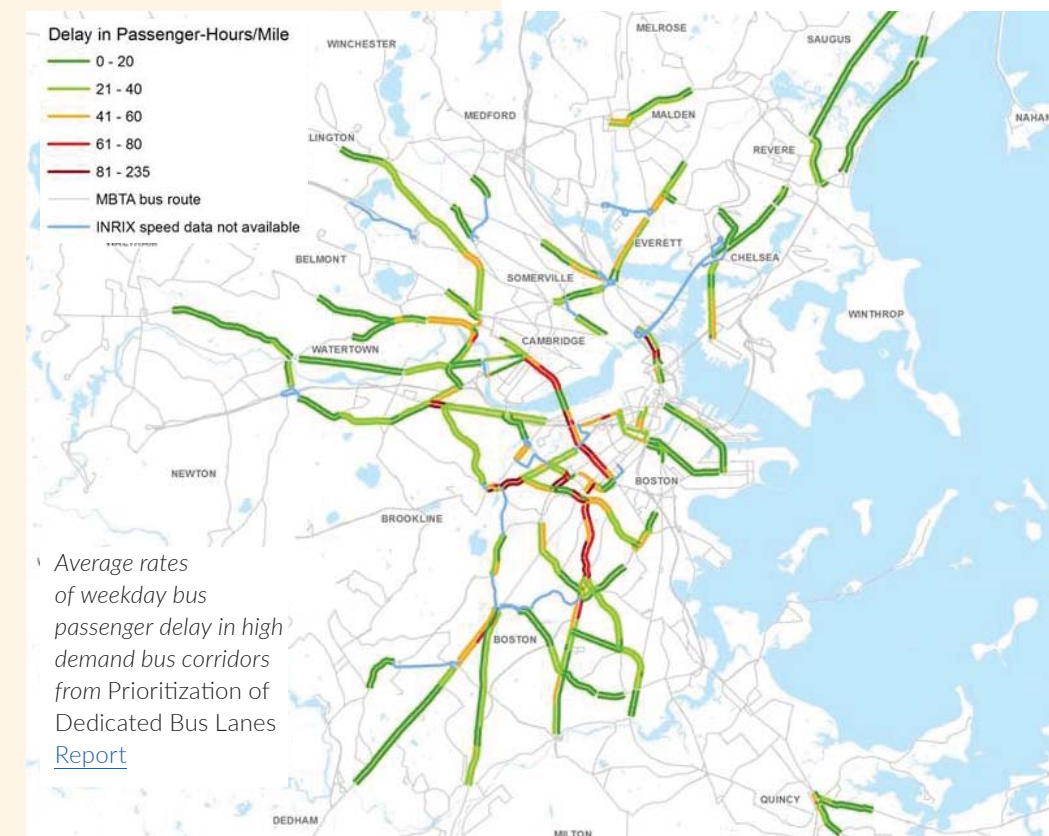 Delay in Passenger-Hours/Mile
0 - 20
21 - 40
41 - 60
61 - 80
81 - 235
MBTA bus route
INRIX speed data not available
WINCHESTER
MELROSE
SAUGUS
MEDFORD
MALDEN
NAHAN
LINGTON
REVERE
BELMONT
EVERETT
SOMERVILLE
CHELSEA
WINTHROP
CAMBRIDGE
WATERTOWN
NEWTON
BOSTON
BROOKLINE
Average rates
of weekday bus
passenger delay in high
demand bus corridors
from Prioritization of
Dedicated Bus Lanes
Report
BOSTON
QUINCY
DEDHAM
MILTON